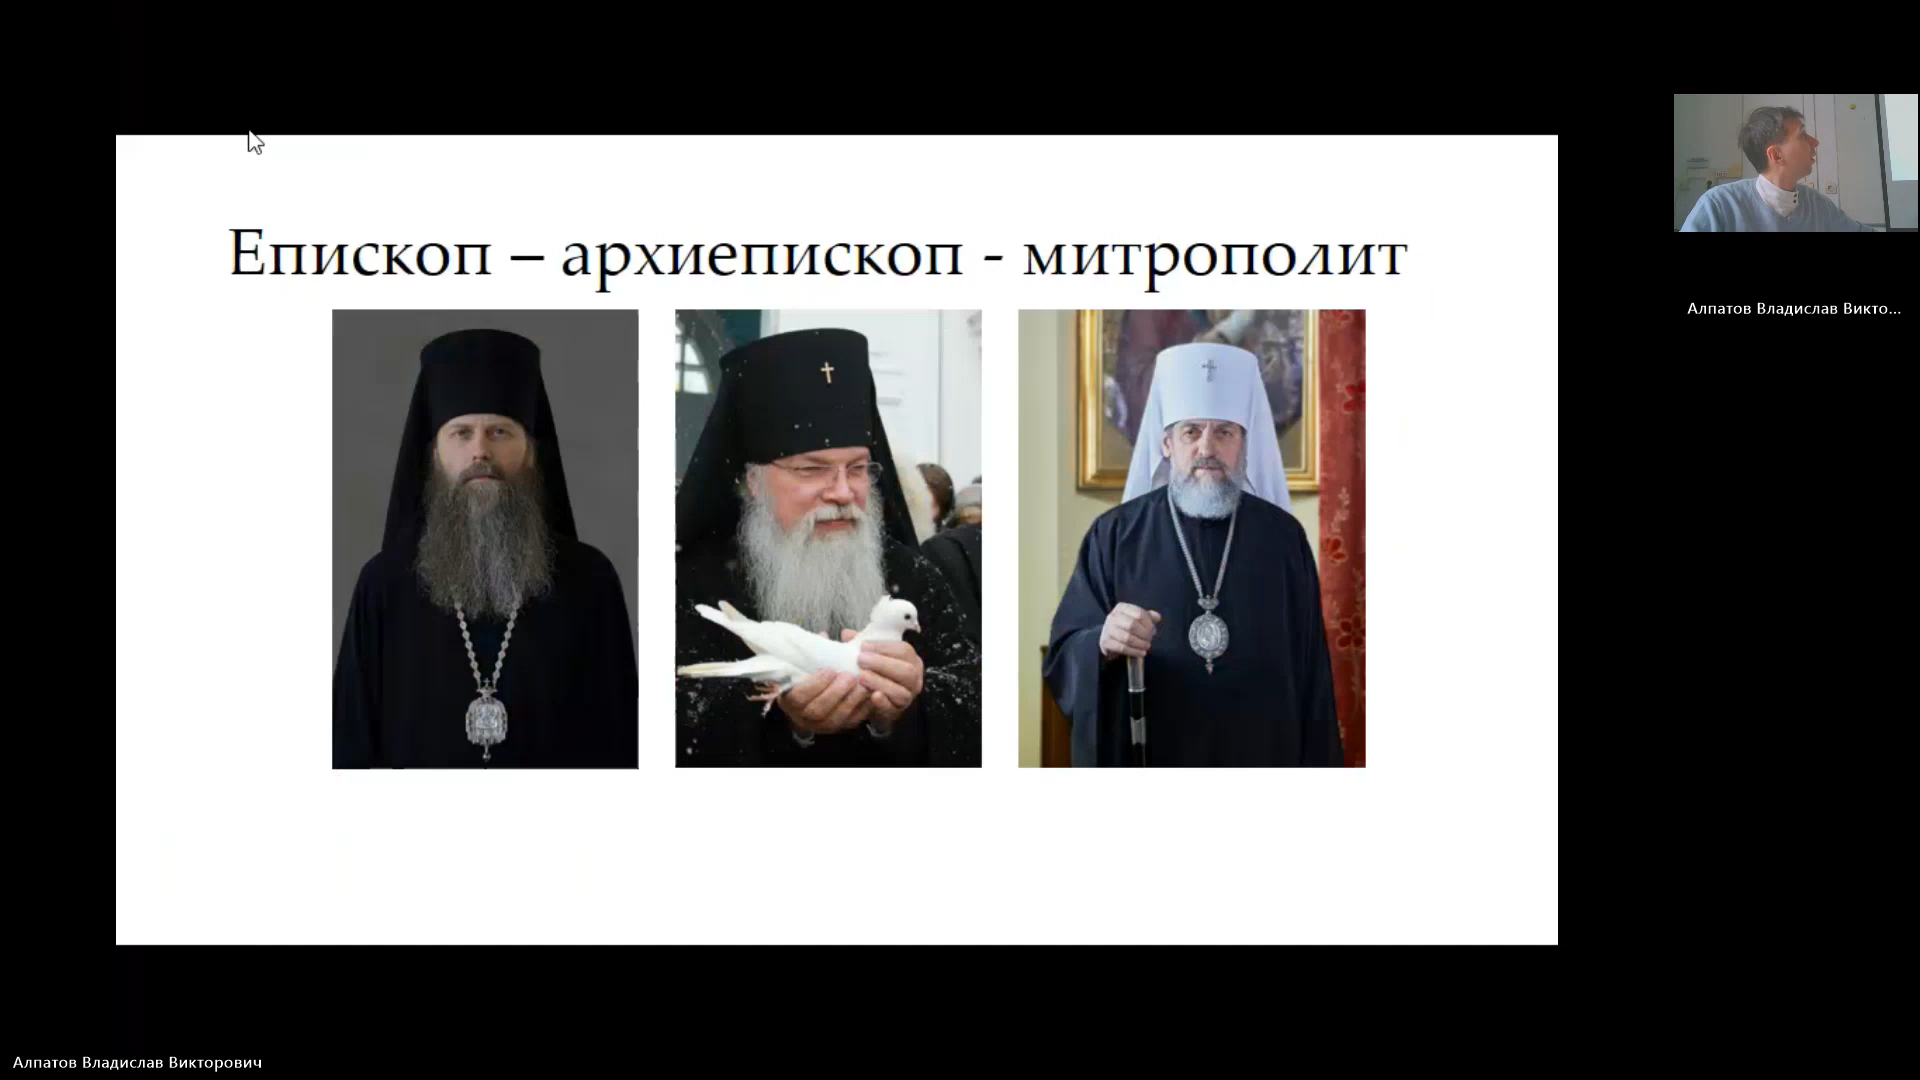 Епископ – архиепископ - митрополит
Алпатов Владислав Викто...
Алпатов Владислав Викторович